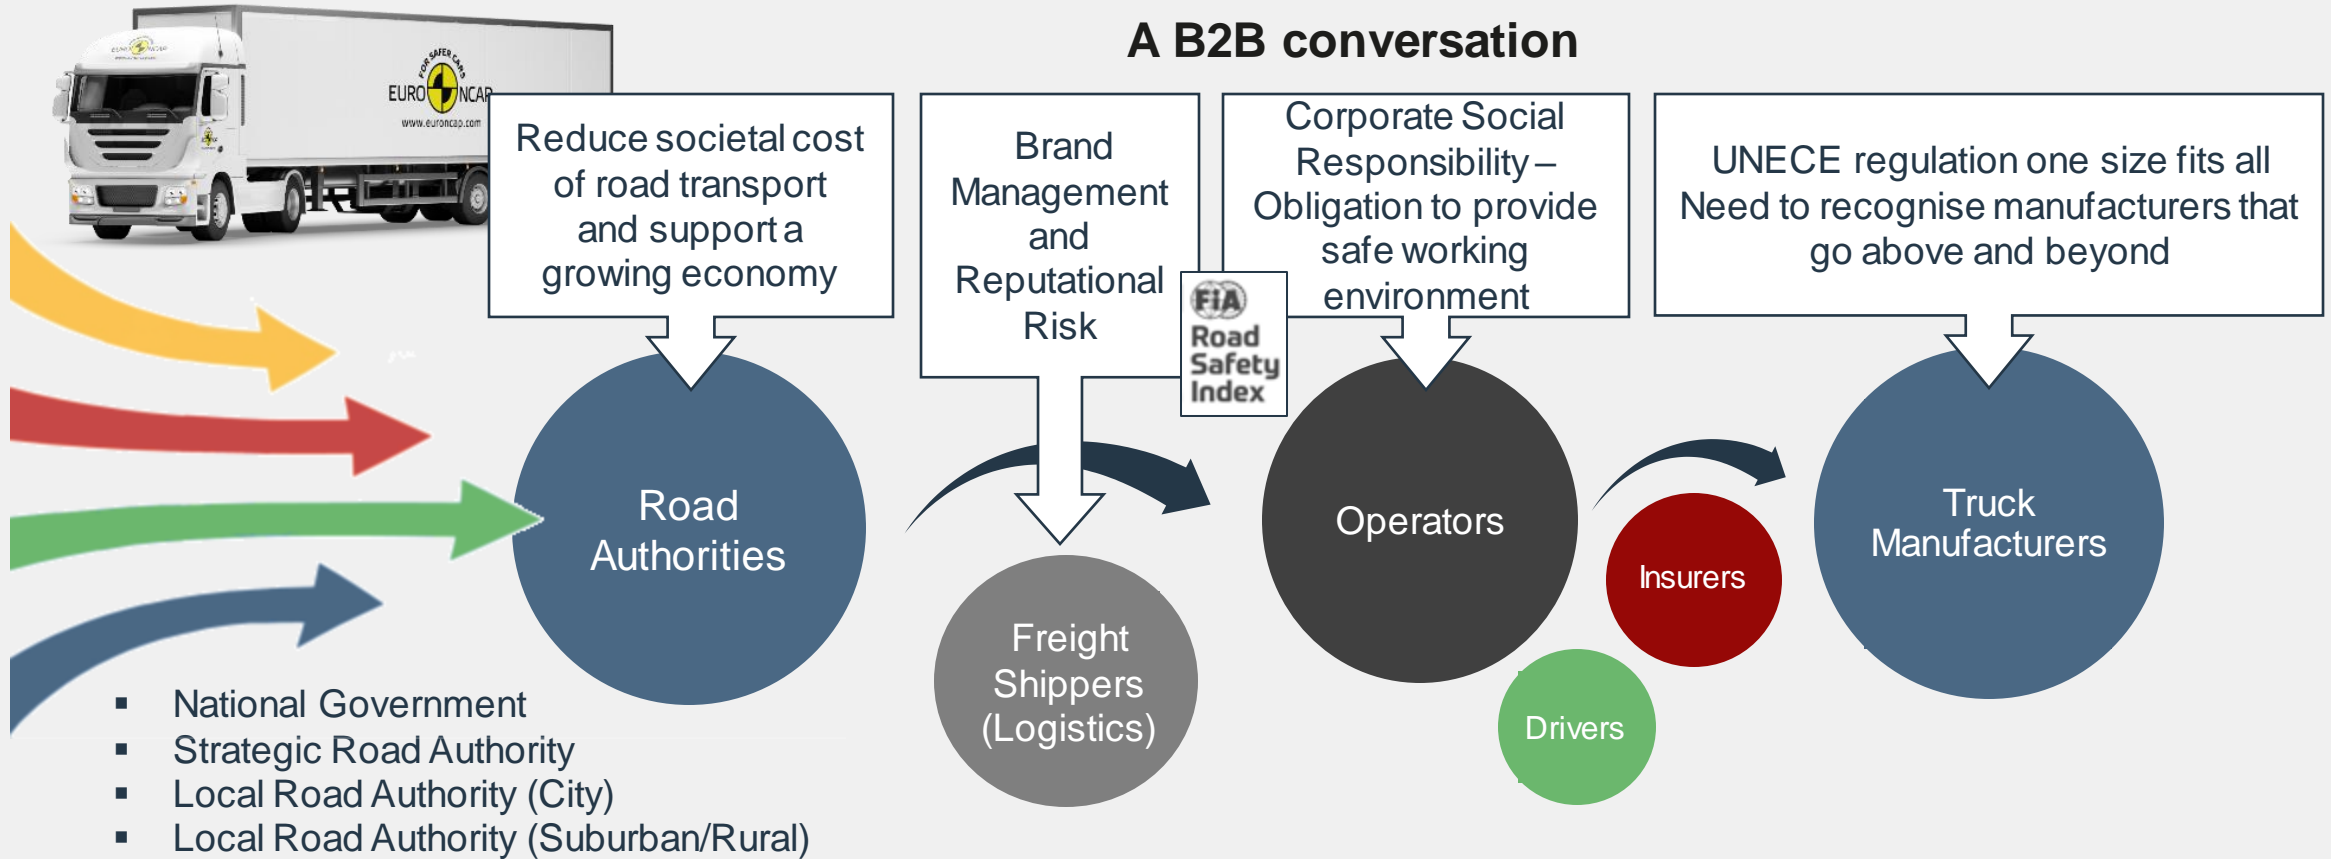 A B2B conversation
FOR SAFER CARS
EURO NCAP
www.euroncap.com
Reduce societal cost
of road transport
and support a
growing economy
Brand
Management
and
Reputational
Risk
Corporate Social
Responsibility –
Obligation to provide
safe working
environment
UNECE regulation one size fits all
Need to recognise manufacturers that
go above and beyond
FiA
Road
Safety
Index
Road
Authorities
Freight
Shippers
(Logistics)
Operators
Insurers
Drivers
Truck
Manufacturers
▪ National Government
▪ Strategic Road Authority
▪ Local Road Authority (City)
▪ Local Road Authority (Suburban/Rural)